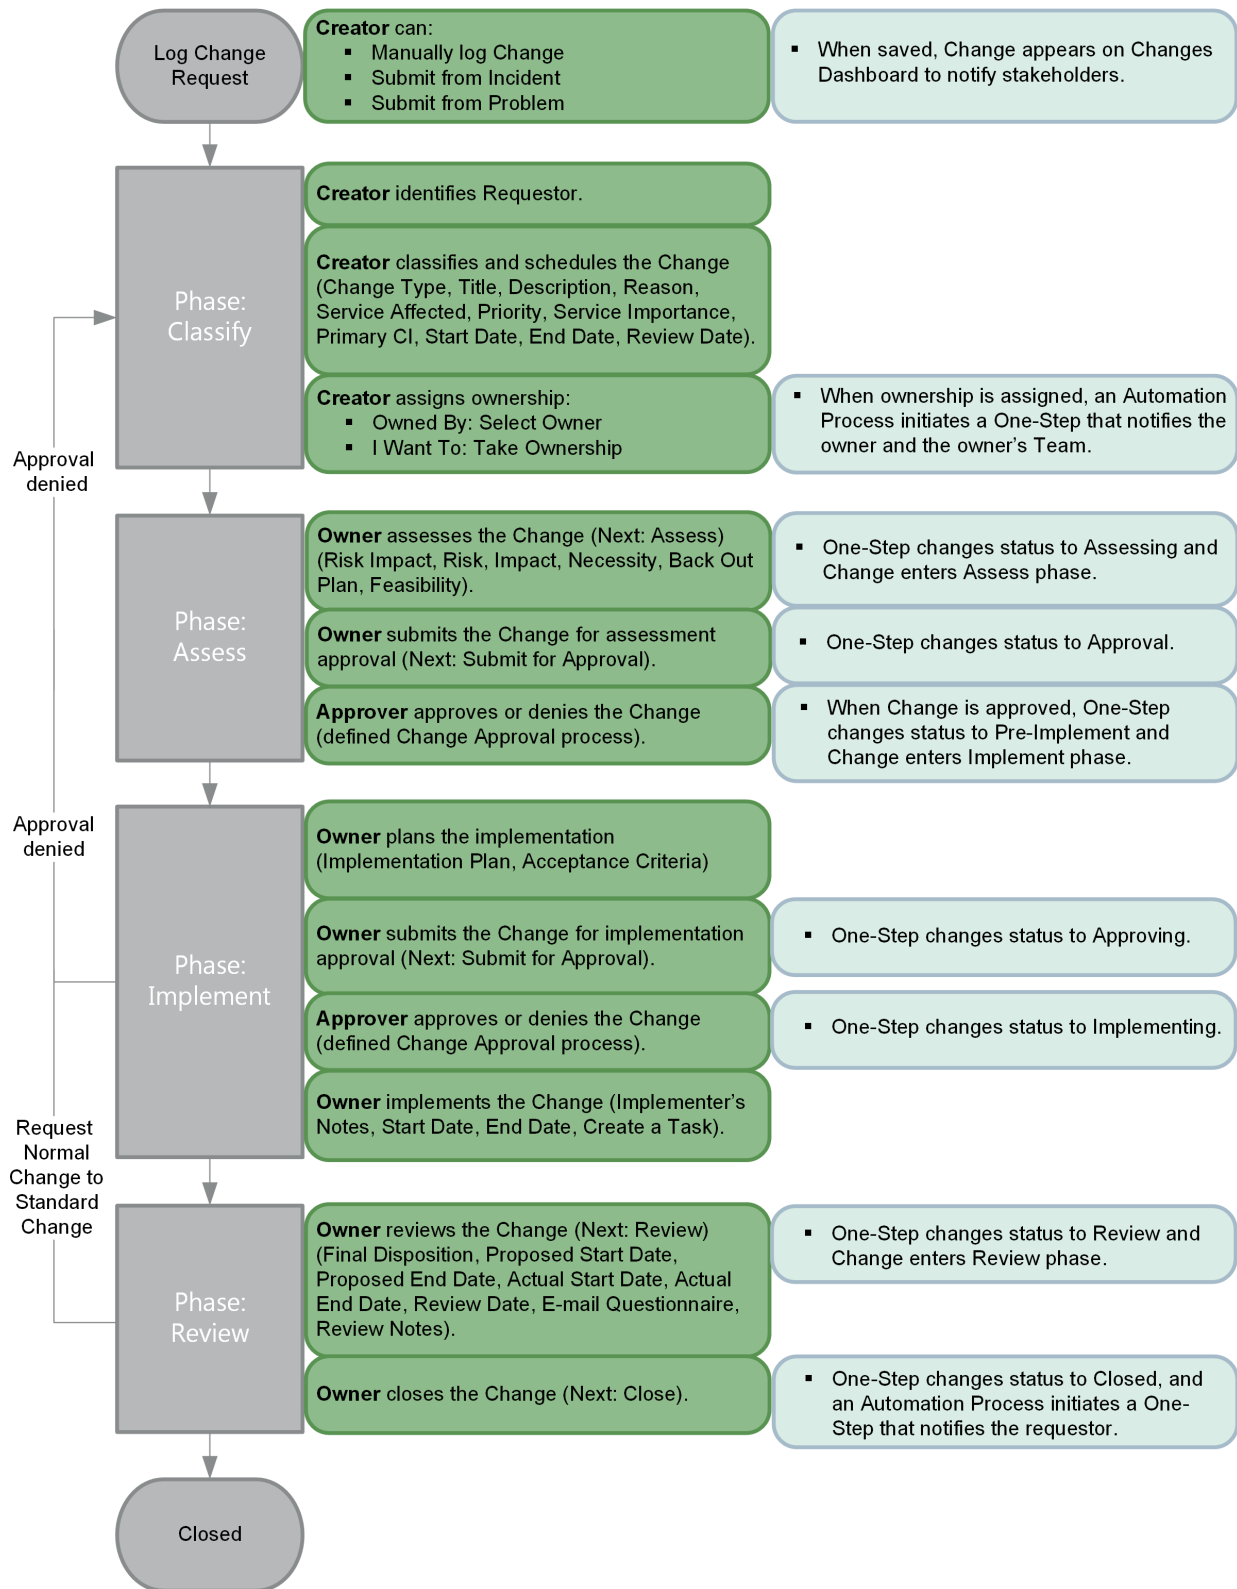 Log Change
Request
Creator can:
▪ Manually log Change
▪ Submit from Incident
▪ Submit from Problem
▪ When saved, Change appears on Changes
Dashboard to notify stakeholders.
Phase:
Classify
Creator identifies Requestor.
Creator classifies and schedules the Change
(Change Type, Title, Description, Reason,
Service Affected, Priority, Service Importance,
Primary CI, Start Date, End Date, Review Date).
Creator assigns ownership:
▪ Owned By: Select Owner
▪ I Want To: Take Ownership
▪ When ownership is assigned, an Automation
Process initiates a One-Step that notifies the
owner and the owner’s Team.
Approval
denied
Phase:
Assess
Owner assesses the Change (Next: Assess)
(Risk Impact, Risk, Impact, Necessity, Back Out
Plan, Feasibility).
▪ One-Step changes status to Assessing and
Change enters Assess phase.
Owner submits the Change for assessment
approval (Next: Submit for Approval).
▪ One-Step changes status to Approval.
Approver approves or denies the Change
(defined Change Approval process).
▪ When Change is approved, One-Step
changes status to Pre-Implement and
Change enters Implement phase.
Approval
denied
Phase:
Implement
Owner plans the implementation
(Implementation Plan, Acceptance Criteria)
Owner submits the Change for implementation
approval (Next: Submit for Approval).
▪ One-Step changes status to Approving.
Approver approves or denies the Change
(defined Change Approval process).
▪ One-Step changes status to Implementing.
Owner implements the Change (Implementer’s
Notes, Start Date, End Date, Create a Task).
Request
Normal
Change to
Standard
Change
Phase:
Review
Owner reviews the Change (Next: Review)
(Final Disposition, Proposed Start Date,
Proposed End Date, Actual Start Date, Actual
End Date, Review Date, E-mail Questionnaire,
Review Notes).
▪ One-Step changes status to Review and
Change enters Review phase.
Owner closes the Change (Next: Close).
▪ One-Step changes status to Closed, and
an Automation Process initiates a One-
Step that notifies the requestor.
Closed